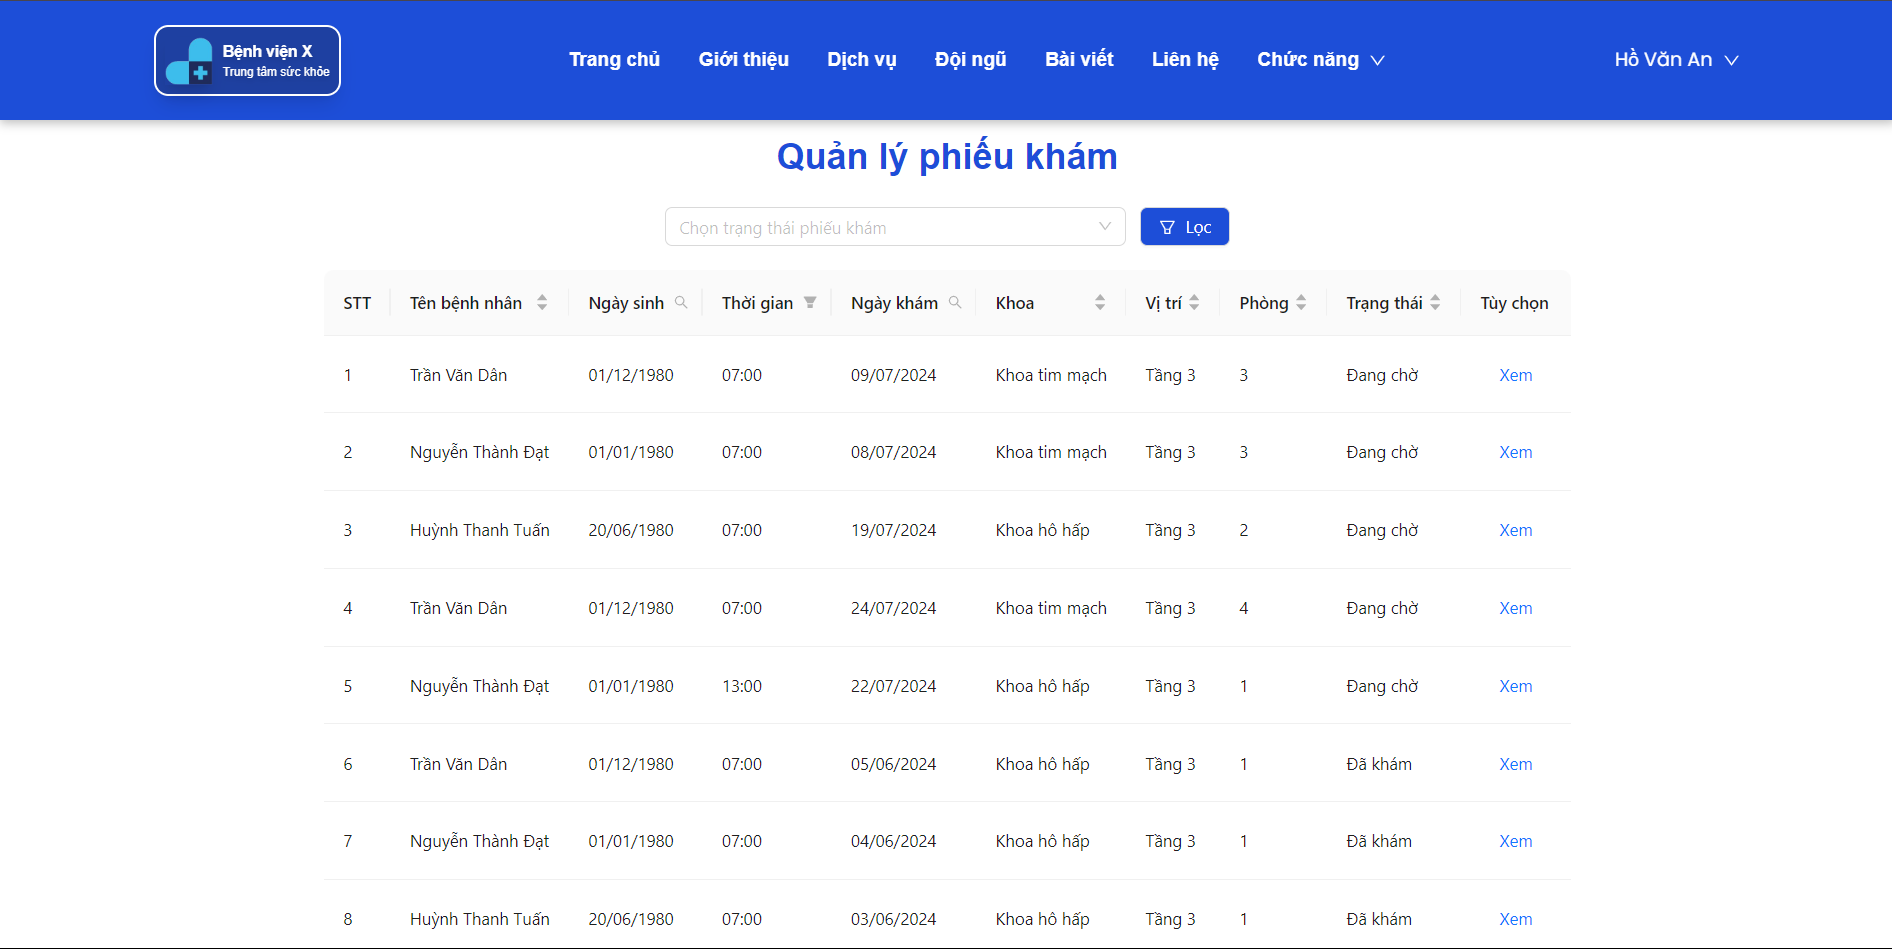 Bệnh viện X
Trung tâm sức khỏe
Trang chủ Giới thiệu Dịch vụ Đội ngũ Bài viết Liên hệ Chức năng
Hồ Văn An
Quản lý phiếu khám
Chọn trạng thái phiếu khám
Lọc
STT Tên bệnh nhân Ngày sinh Thời gian Ngày khám Khoa Vị trí Phòng Trạng thái Tùy chọn
1 Trần Văn Dân 01/12/1980 07:00 09/07/2024 Khoa tim mạch Tầng 3 3 Đang chờ Xem
2 Nguyễn Thành Đạt 01/01/1980 07:00 08/07/2024 Khoa tim mạch Tầng 3 3 Đang chờ Xem
3 Huỳnh Thanh Tuấn 20/06/1980 07:00 19/07/2024 Khoa hô hấp Tầng 3 2 Đang chờ Xem
4 Trần Văn Dân 01/12/1980 07:00 24/07/2024 Khoa tim mạch Tầng 3 4 Đang chờ Xem
5 Nguyễn Thành Đạt 01/01/1980 13:00 22/07/2024 Khoa hô hấp Tầng 3 1 Đang chờ Xem
6 Trần Văn Dân 01/12/1980 07:00 05/06/2024 Khoa hô hấp Tầng 3 1 Đã khám Xem
7 Nguyễn Thành Đạt 01/01/1980 07:00 04/06/2024 Khoa hô hấp Tầng 3 1 Đã khám Xem
8 Huỳnh Thanh Tuấn 20/06/1980 07:00 03/06/2024 Khoa hô hấp Tầng 3 1 Đã khám Xem